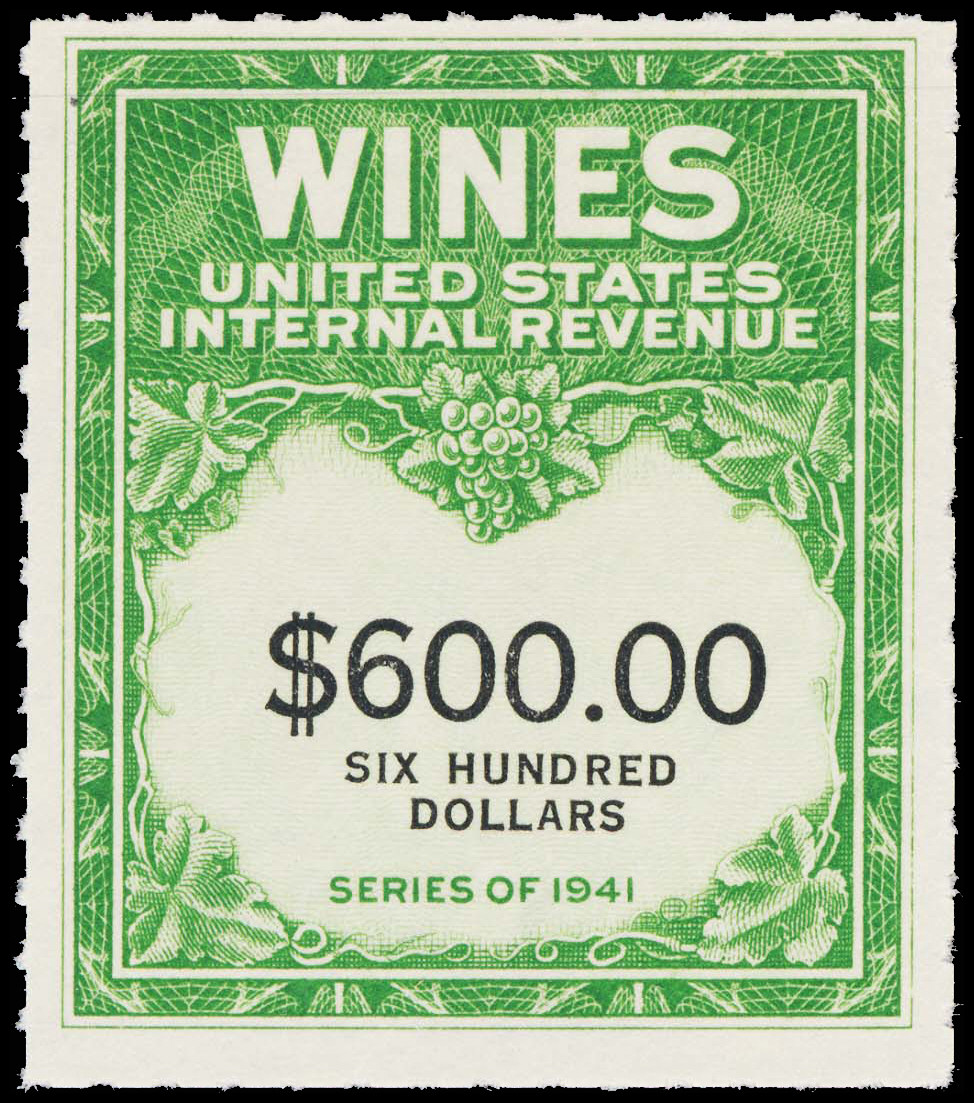 WINES
UNITED STATES
INTERNAL REVENUE
$600.00
SIX HUNDRED
DOLLARS
SERIES OF 1941